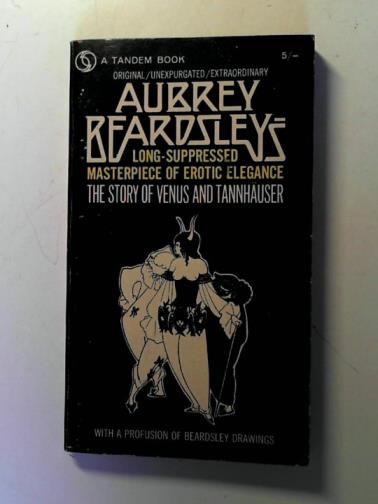 A TANDEM BOOK 5/-
ORIGINAL/UNEXPURGATED/EXTRAORDINARY
AUBREY
BEARDSLEY'S
LONG-SUPPRESSED
MASTERPIECE OF EROTIC ELEGANCE
THE STORY OF VENUS AND TANNHÄUSER
WITH A PROFUSION OF BEARDSLEY DRAWINGS